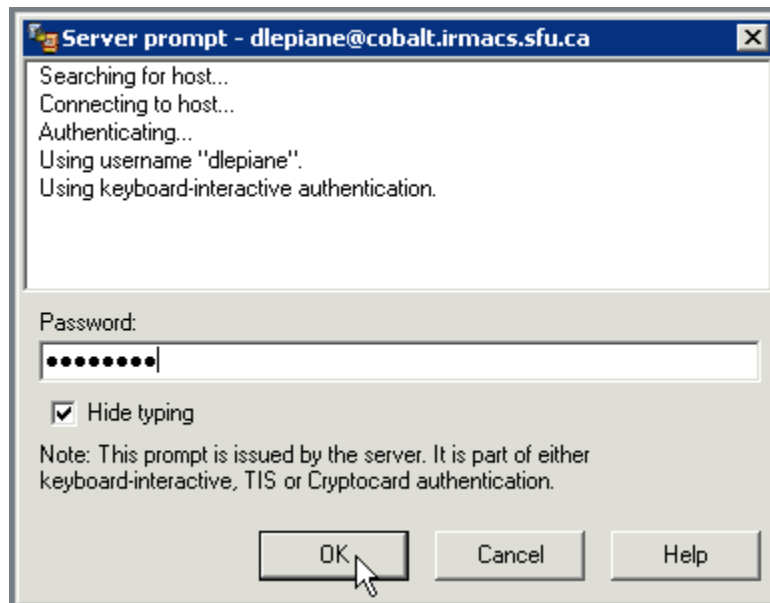 Server prompt - dlepiane@cobalt.irmacs.sfu.ca
Searching for host...
Connecting to host...
Authenticating...
Using username "dlepiane".
Using keyboard-interactive authentication.
Password:
●●●●●●●●
Hide typing
Note: This prompt is issued by the server. It is part of either
keyboard-interactive, TIS or Cryptocard authentication.
OK Cancel Help